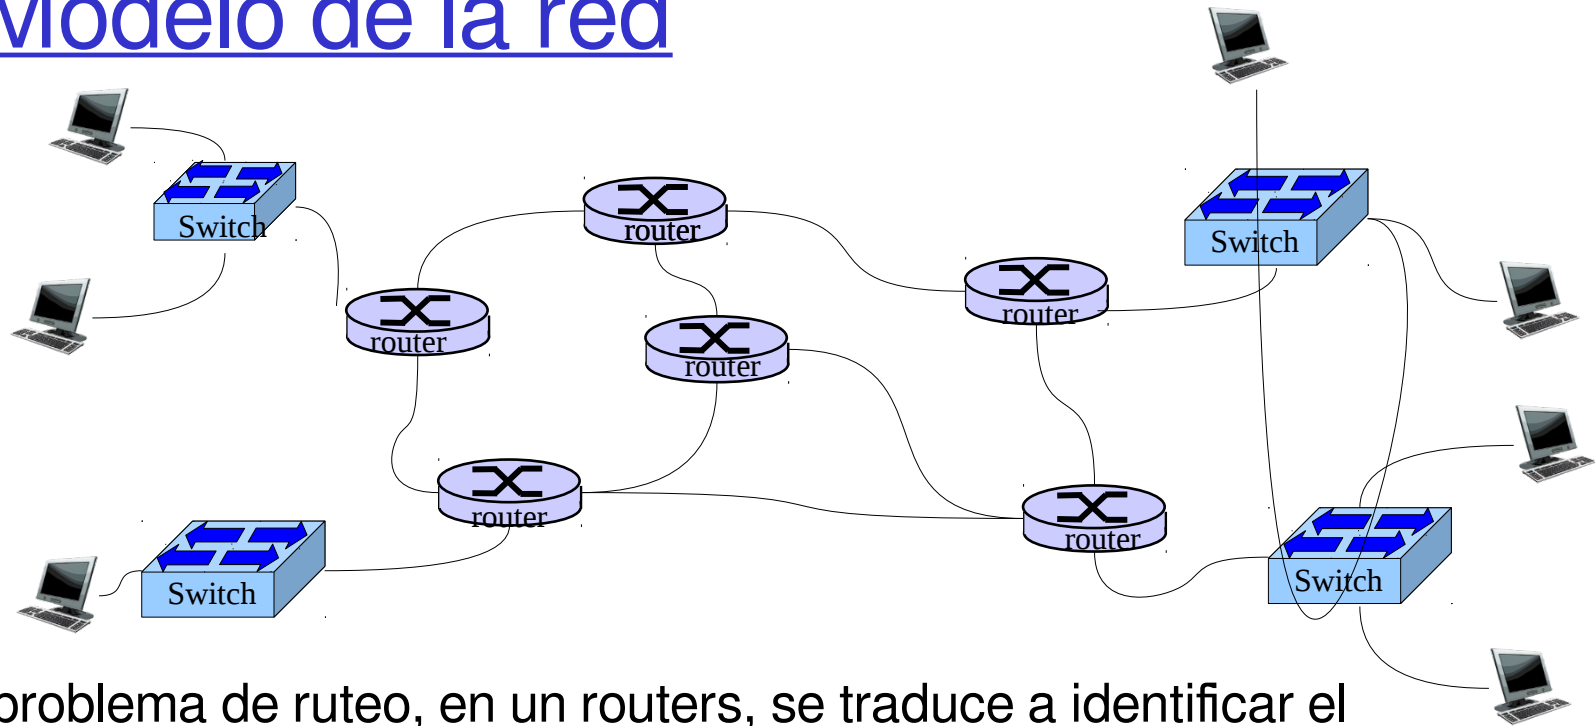 Modelo de la red
Switch
router
Switch
router
router
router
router
router
Switch
Switch
problema de ruteo, en un routers, se traduce a identificar el